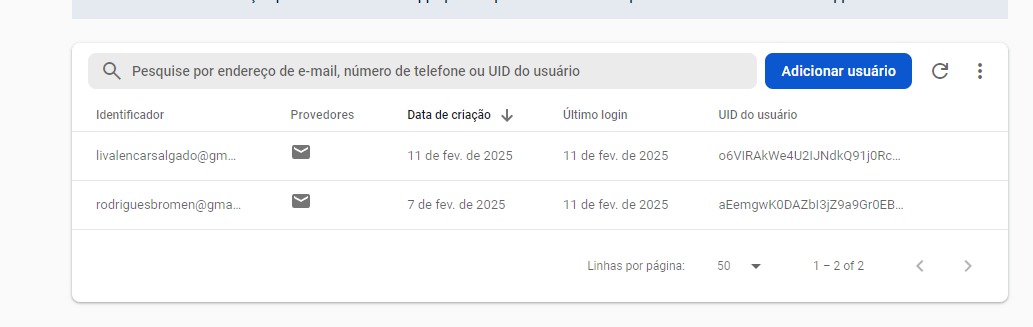 Pesquise por endereço de e-mail, número de telefone ou UID do usuário Adicionar usuário
Identificador Provedores Data de criação Último login UID do usuário
livalencarsalgado@gm... 11 de fev. de 2025 11 de fev. de 2025 o6VIRAkWe4U2IJNdkQ91j0Rc...
rodriguesbromen@gma... 7 de fev. de 2025 11 de fev. de 2025 aEemgwK0DAZbI3jZ9a9Gr0EB...
Linhas por página: 50 1 – 2 of 2